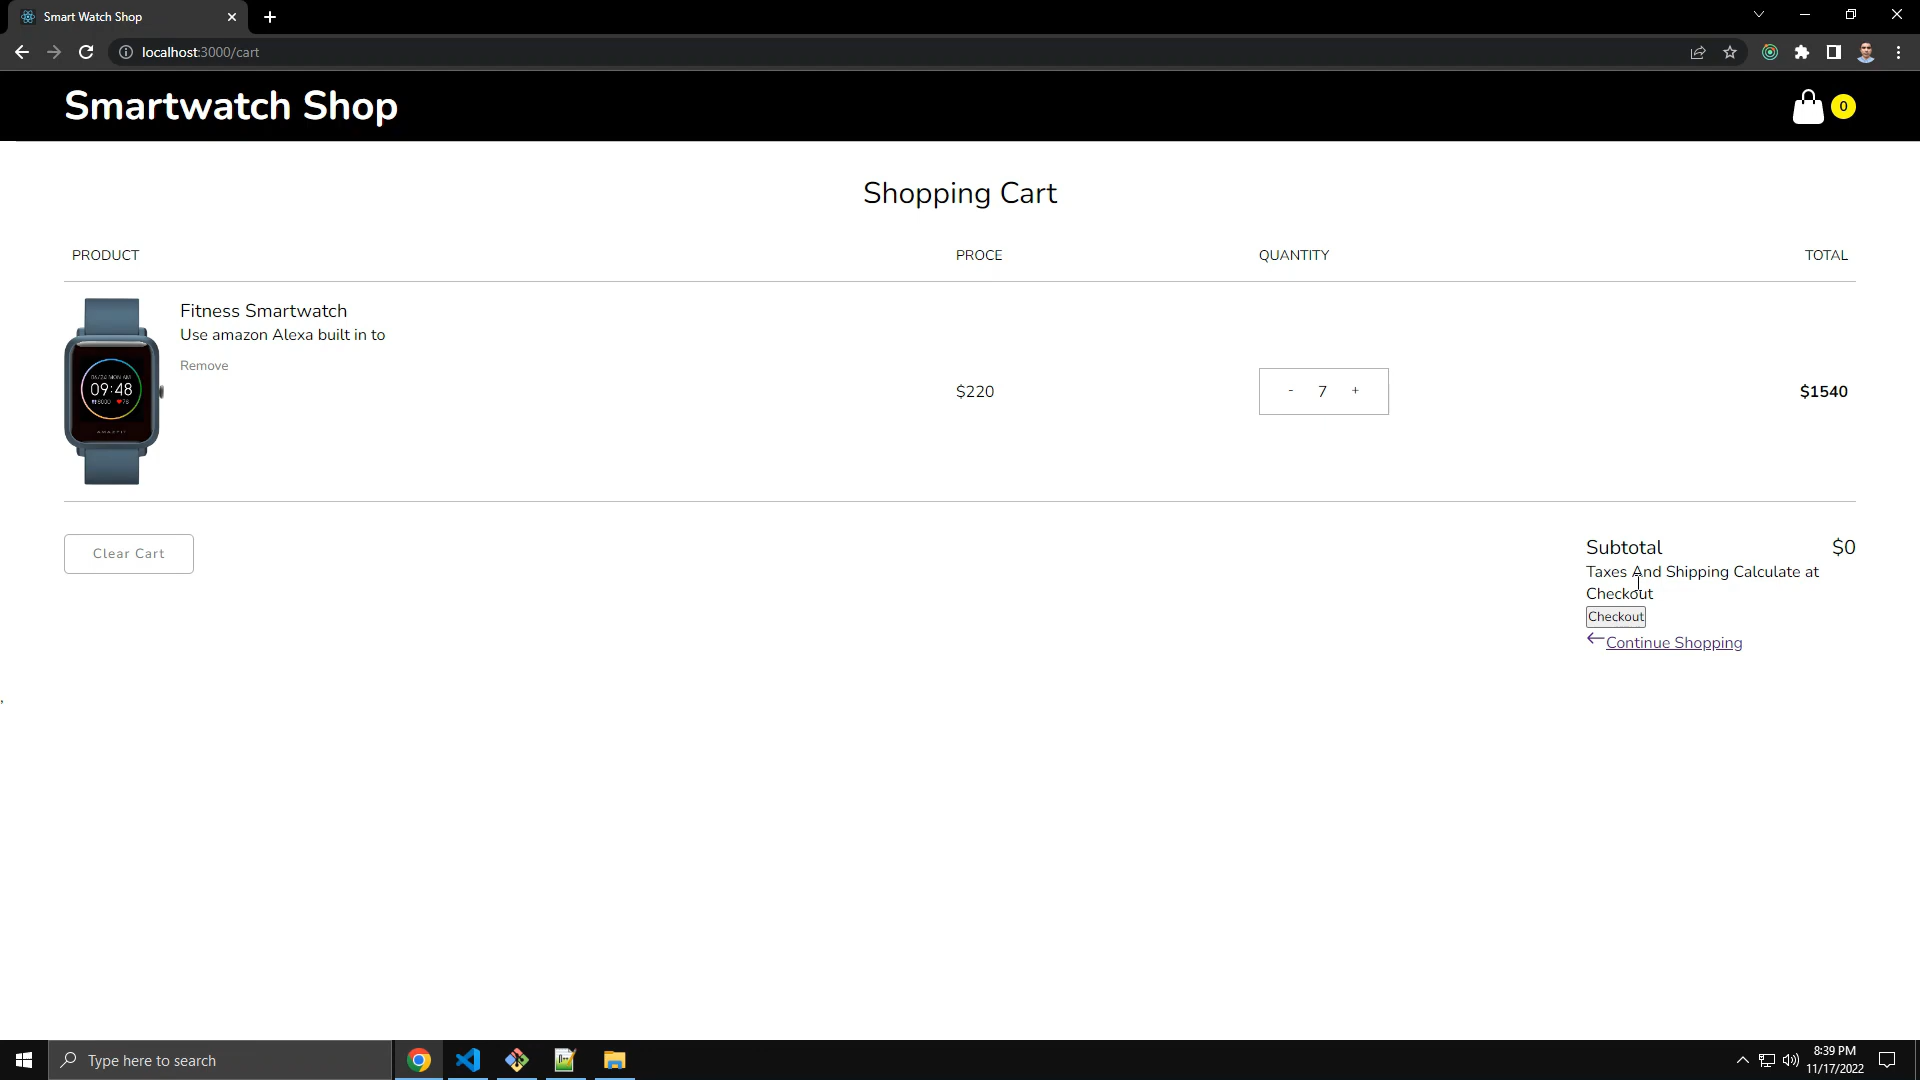 Smart Watch Shop
localhost:3000/cart
Smartwatch Shop
0
Shopping Cart
PRODUCT PROCE QUANTITY TOTAL
Fitness Smartwatch
Use amazon Alexa built in to
Remove
09:48
$220 - 7 + $1540
Clear Cart
Subtotal $0
Taxes And Shipping Calculate at
Checkout
Checkout
Continue Shopping
,
Type here to search
8:39 PM
11/17/2022